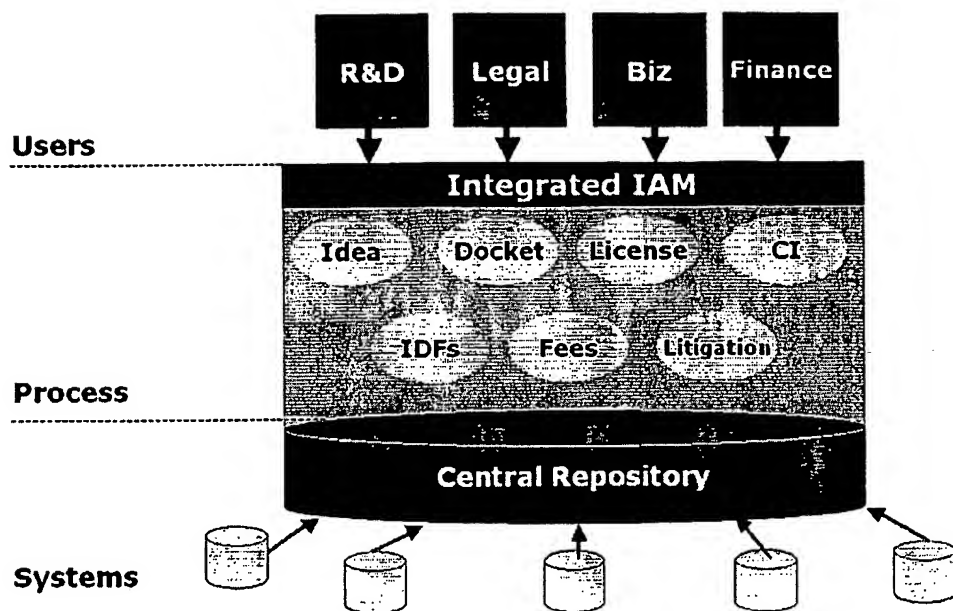 R&D Legal Biz Finance
Users
Integrated IAM
Idea Docket License CI
IDFs Fees Litigation
Process
Central Repository
Systems